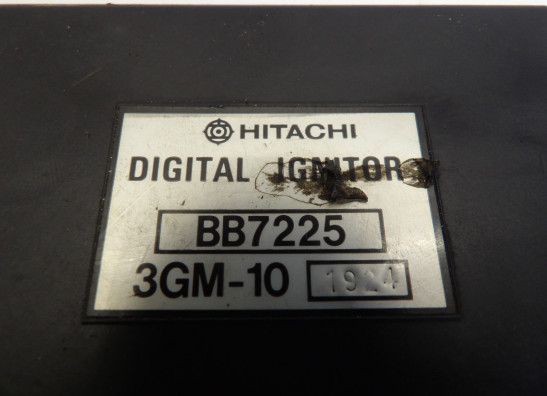 HITACHI
DIGITAL IGNITOR
BB7225
3GM-10 1924